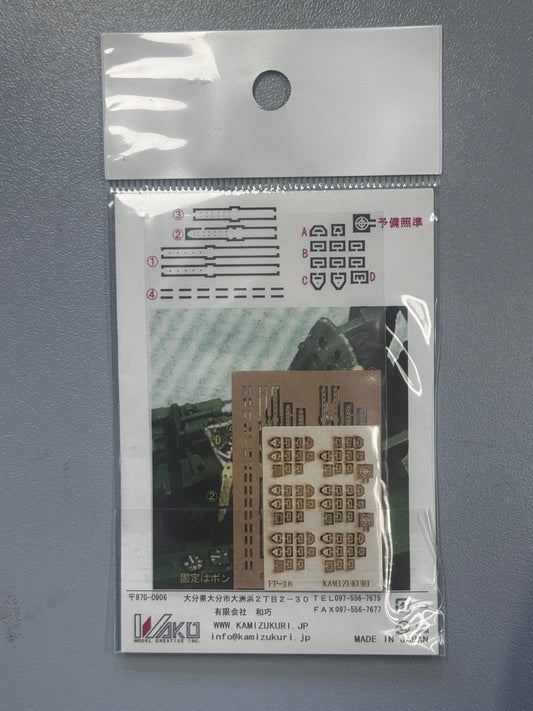 ③
②
①
④
A
B
C
D
予備照準
D
②
固定はボン
FP-18 KAMIZUKURI
〒870-0906 大分県大分市大洲浜2丁目2-30 TEL097-556-7675
有限会社 和巧 FAX097-556-7677
WAKO
MODEL CREATIVE INC.
WWW.KAMIZUKURI.JP
info@kamizukuri.jp
MADE IN JAPAN